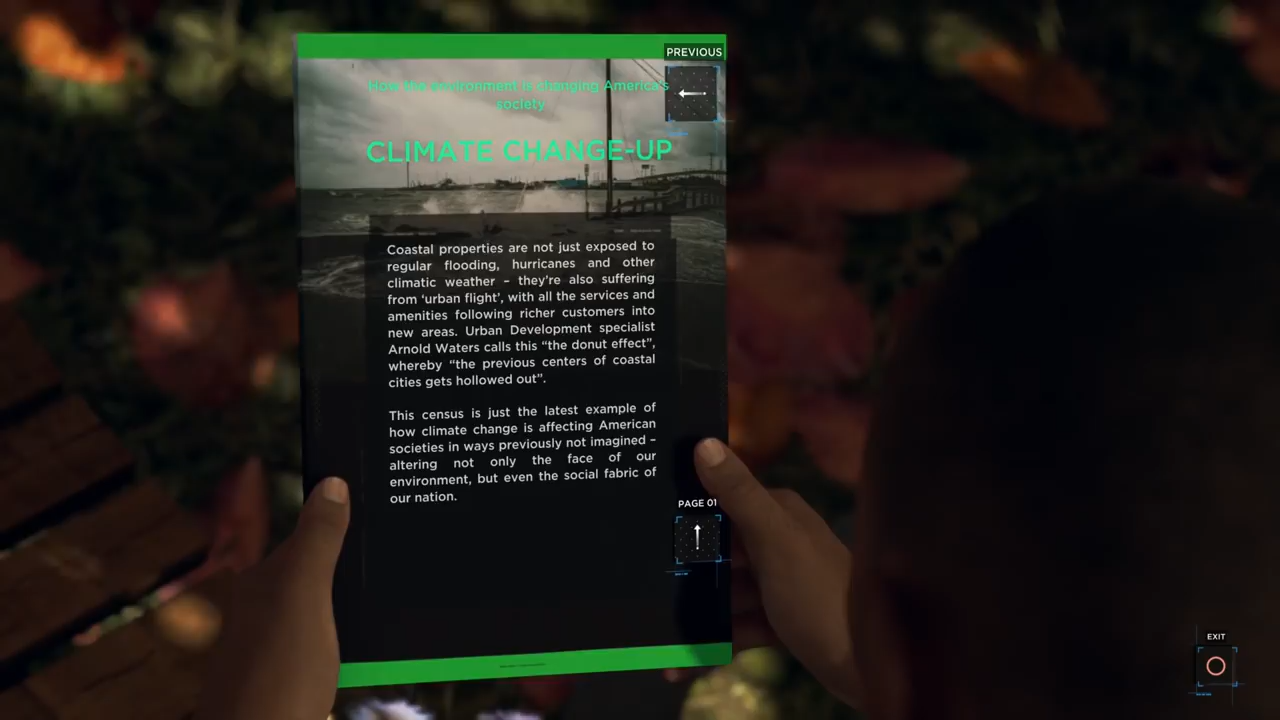 PREVIOUS
How the environment is changing America's
society
CLIMATE CHANGE-UP
Coastal properties are not just exposed to
regular flooding, hurricanes and other
climatic weather – they're also suffering
from ‘urban flight’, with all the services and
amenities following richer customers into
new areas. Urban Development specialist
Arnold Waters calls this “the donut effect”,
whereby “the previous centers of coastal
cities gets hollowed out”.
This census is just the latest example of
how climate change is affecting American
societies in ways previously not imagined –
altering not only the face of our
environment, but even the social fabric of
our nation.
PAGE 01
EXIT